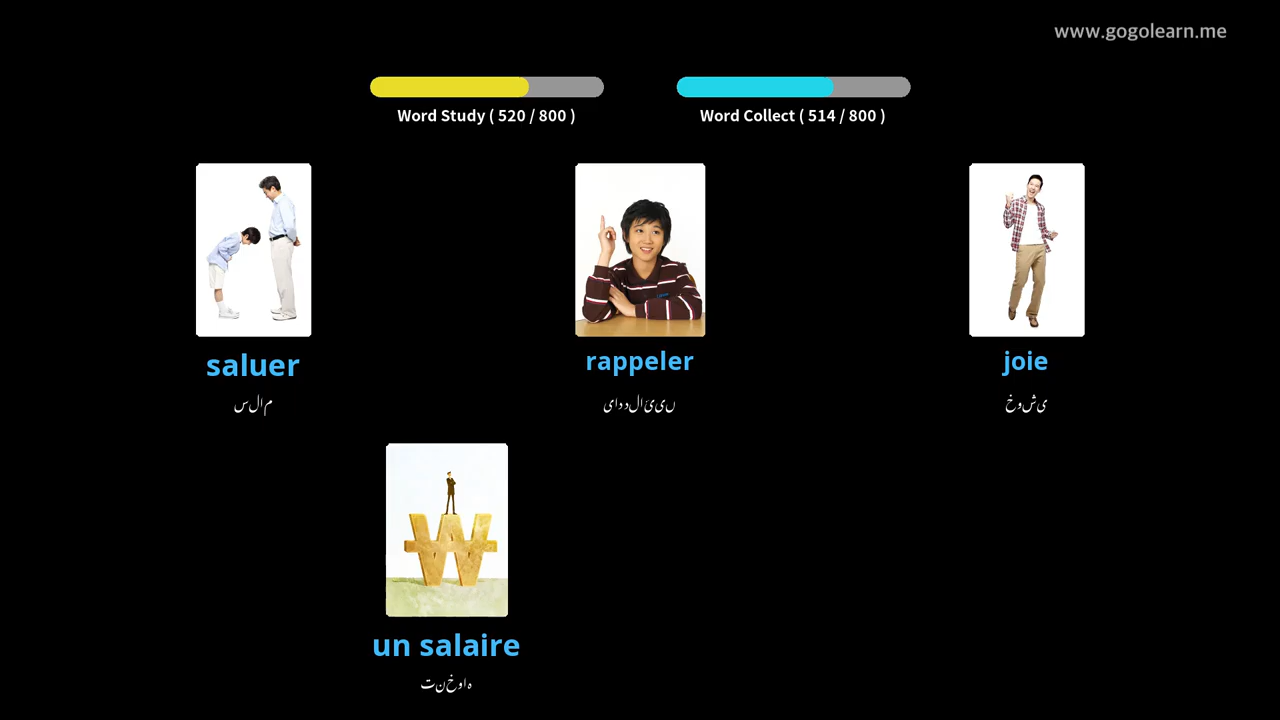 www.gogolearn.me
Word Study ( 520 / 800 )
Word Collect ( 514 / 800 )
saluer
rappeler
joie
سلام
یاددلائیں
خوشی
un salaire
تنخواہ